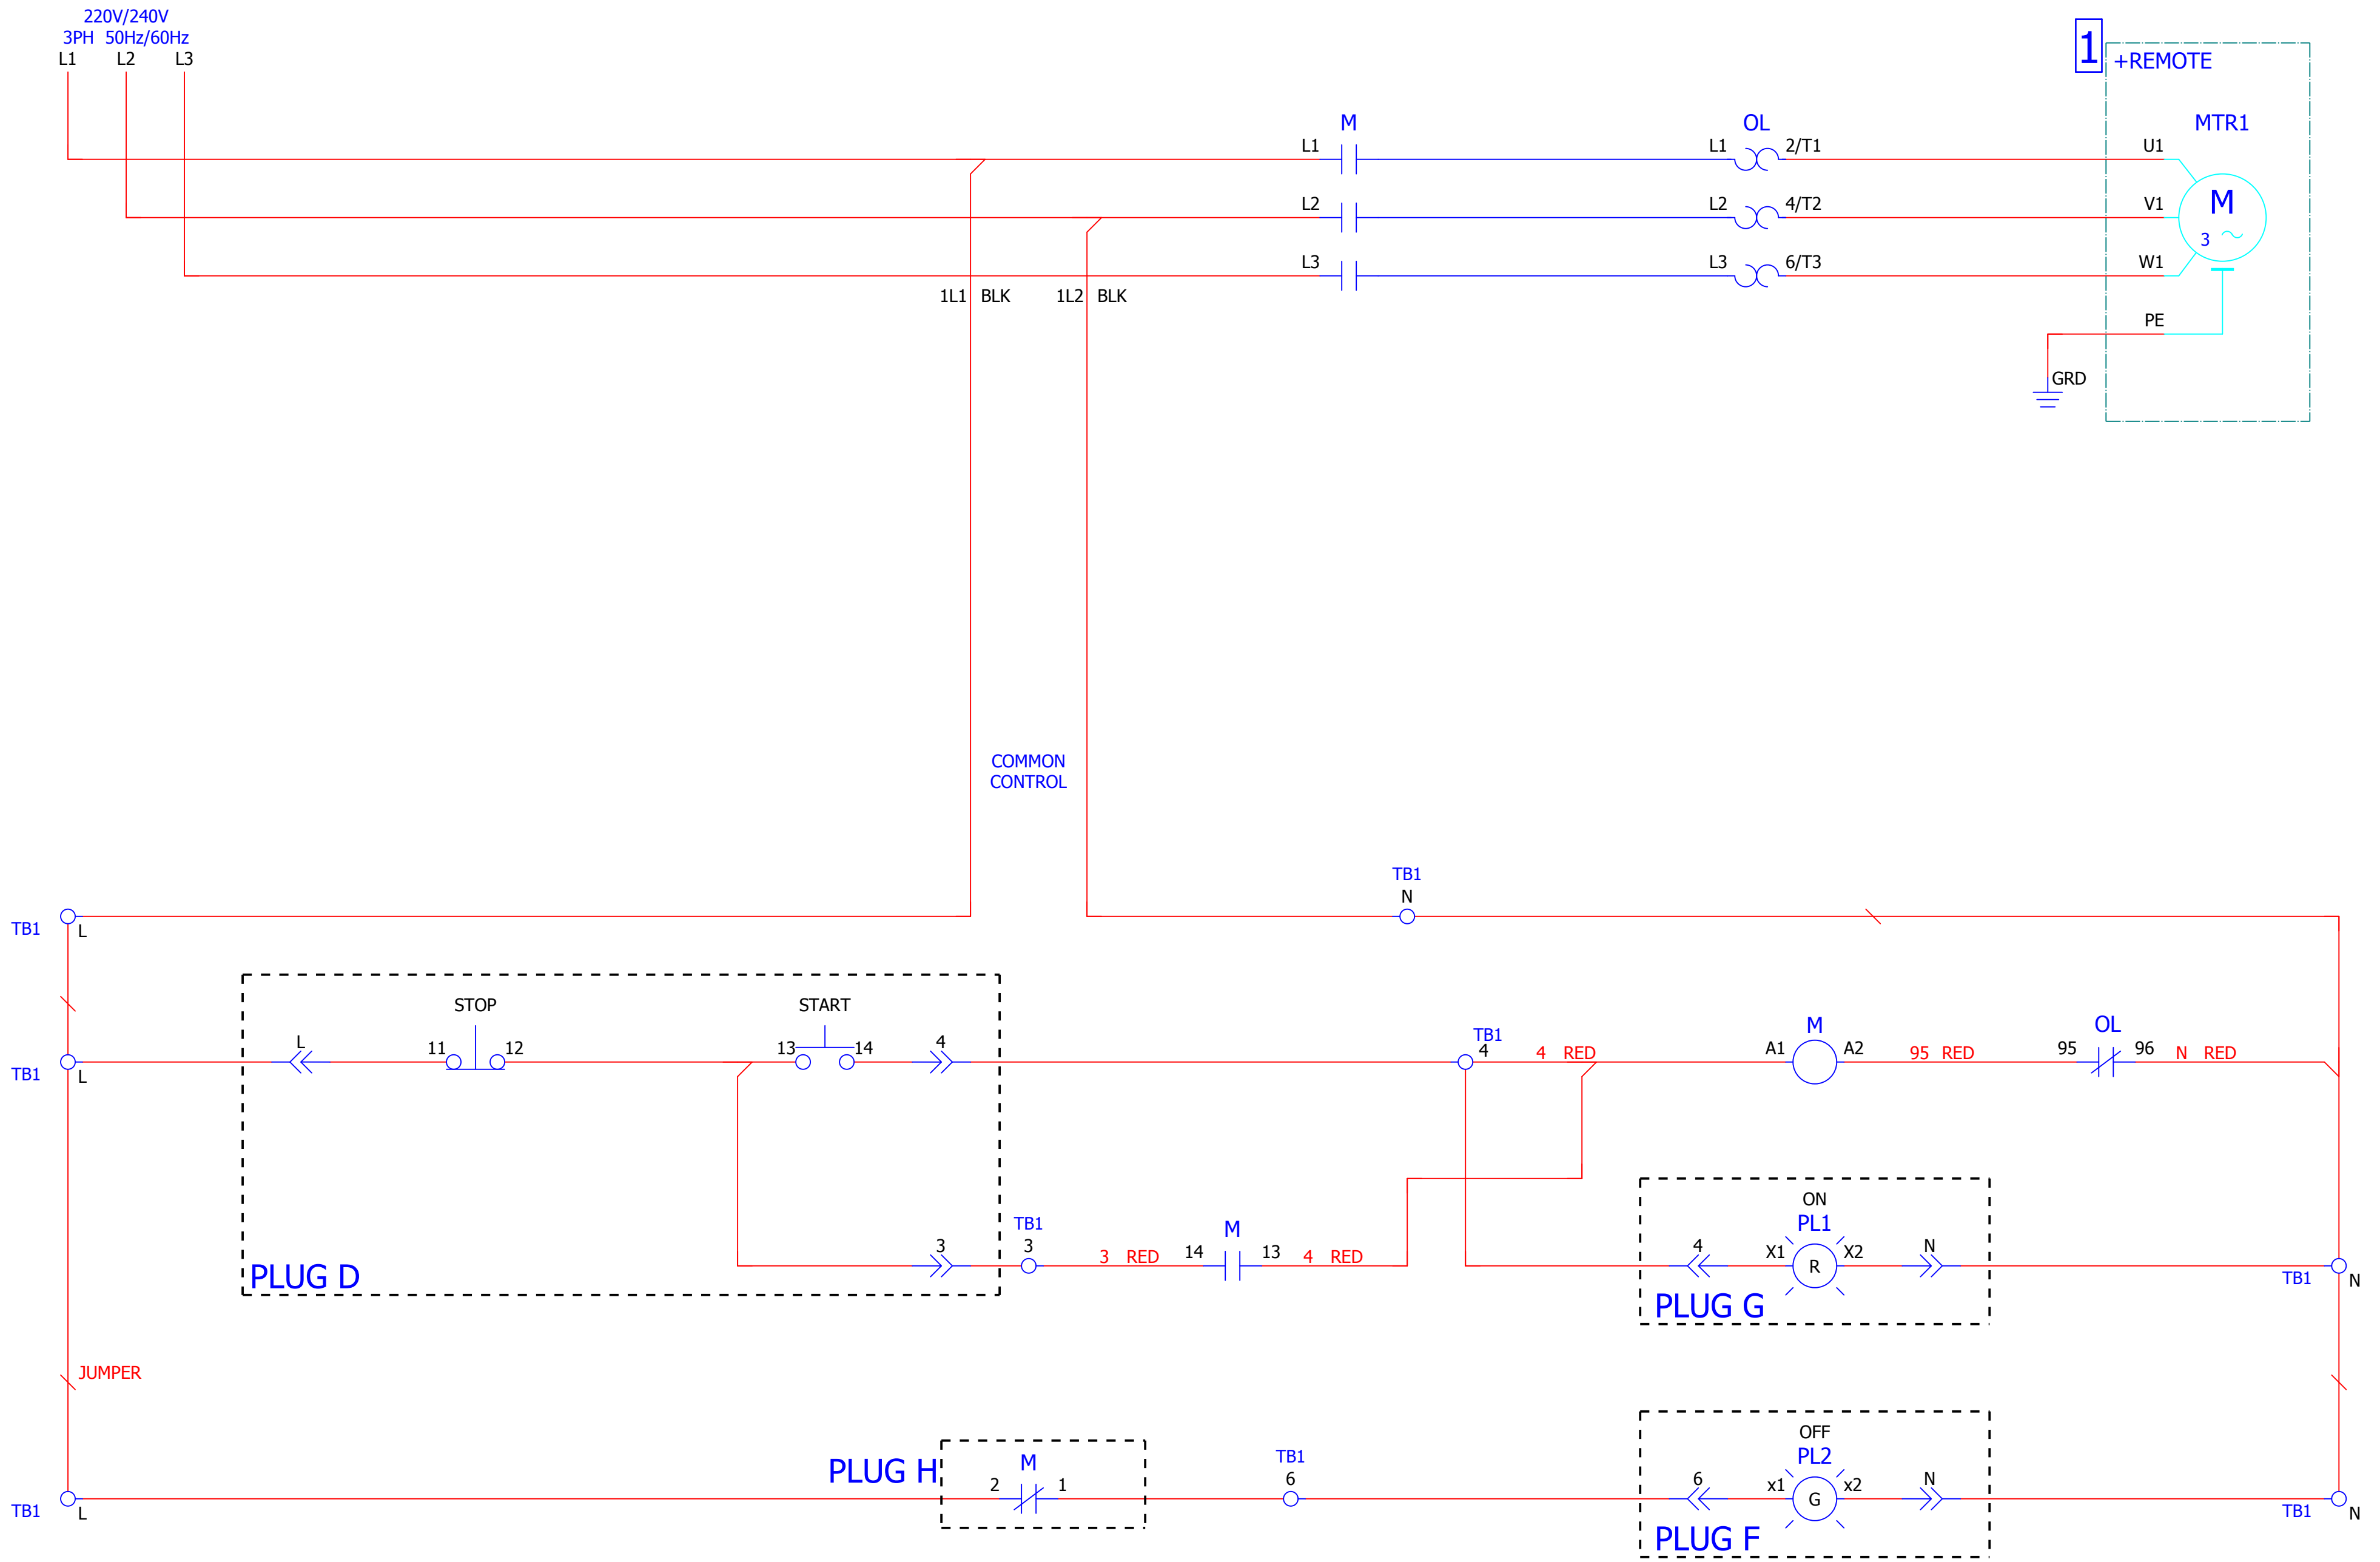 220V/240V
3PH 50Hz/60Hz
L1 L2 L3
1
+REMOTE
M OL MTR1
L1 L1 2/T1 U1
L2 L2 4/T2 V1
M
3
L3 L3 6/T3 W1
1L1 BLK 1L2 BLK
PE
GRD
COMMON
CONTROL
TB1
N
TB1 L
STOP START
M OL
L 11 12 13 14 4
TB1
4
4 RED A1 A2 95 RED 95 96 N RED
TB1 L
ON
TB1 M PL1
3 3 3 RED 14 13 4 RED 4 X1 X2 N
R
PLUG D
TB1 N
PLUG G
JUMPER
OFF
PLUG H M TB1 PL2
2 1 6 6 x1 x2 N
G
TB1 L
TB1 N
PLUG F